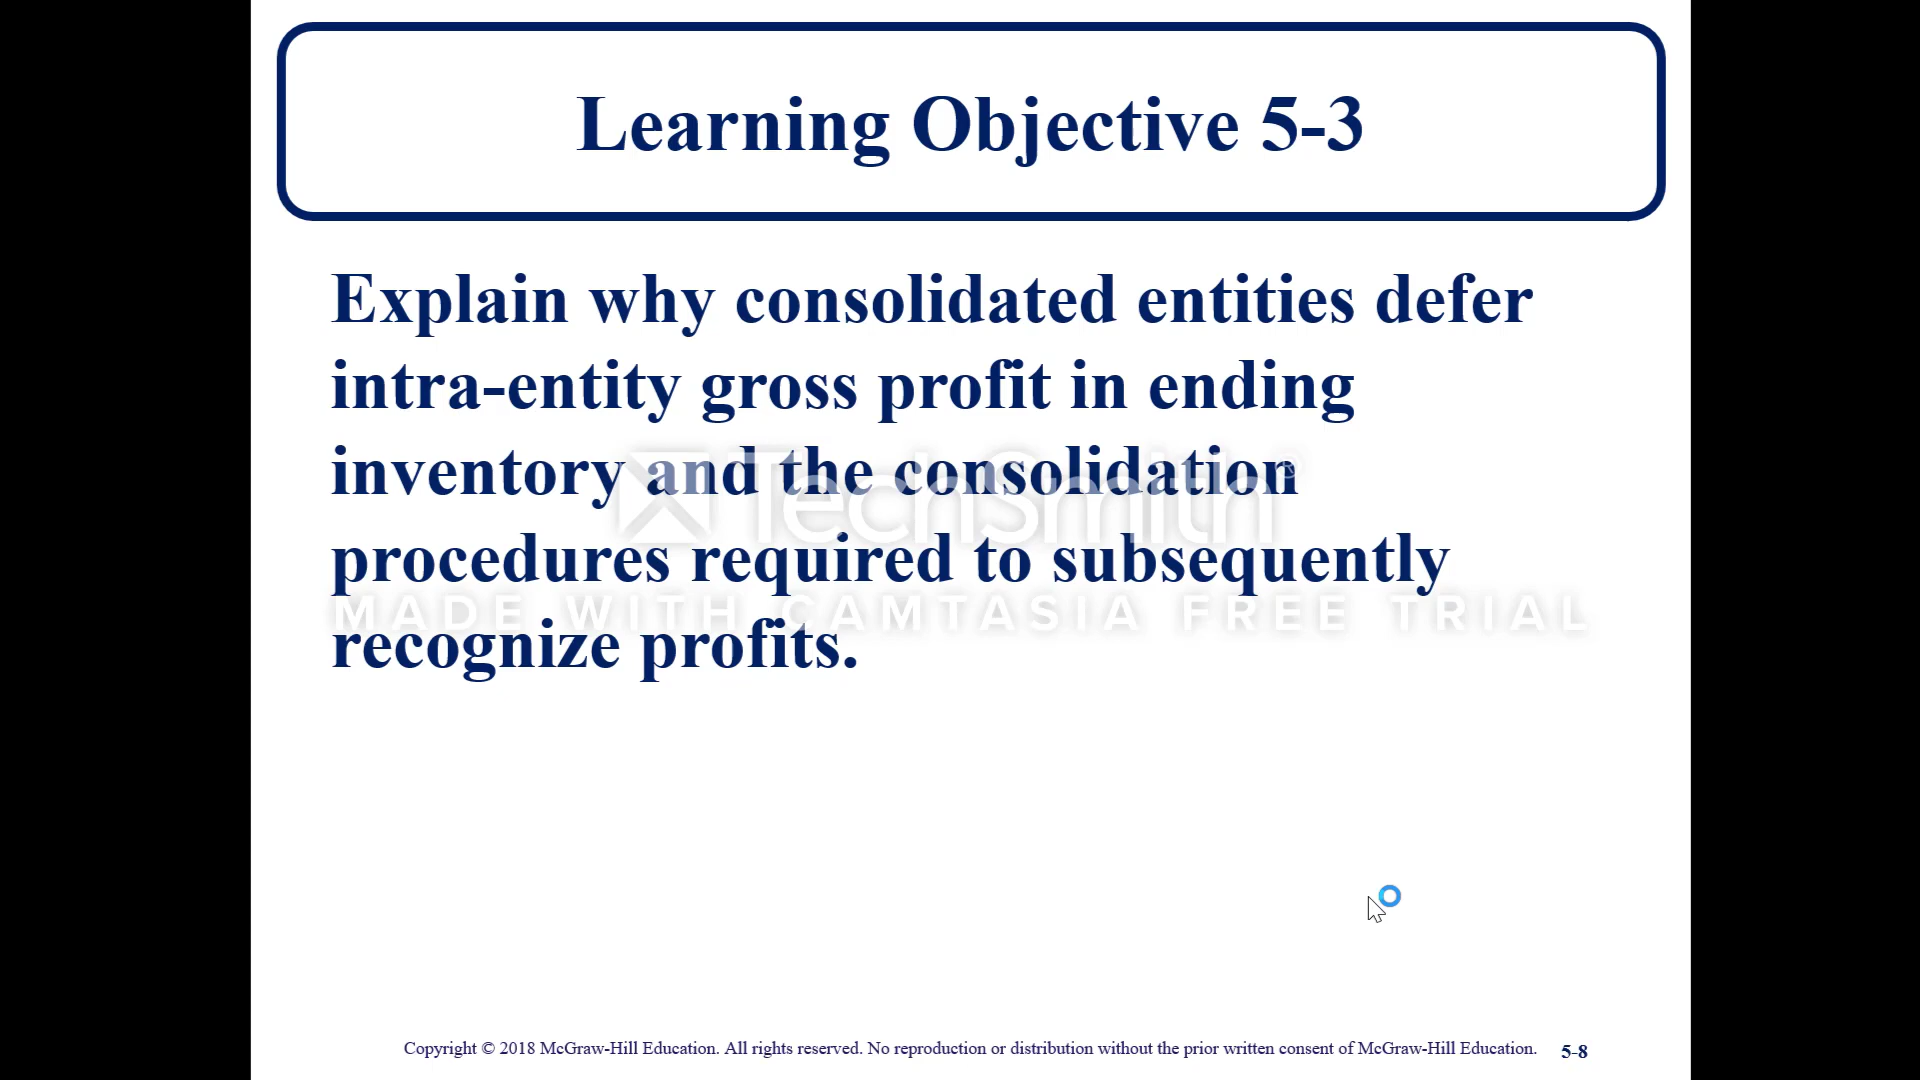 Learning Objective 5-3
Explain why consolidated entities defer
intra-entity gross profit in ending
inventory and the consolidation
procedures required to subsequently
recognize profits.
TechSmith®
MADE WITH CAMTASIA FREE TRIAL
Copyright © 2018 McGraw-Hill Education. All rights reserved. No reproduction or distribution without the prior written consent of McGraw-Hill Education.
5-8